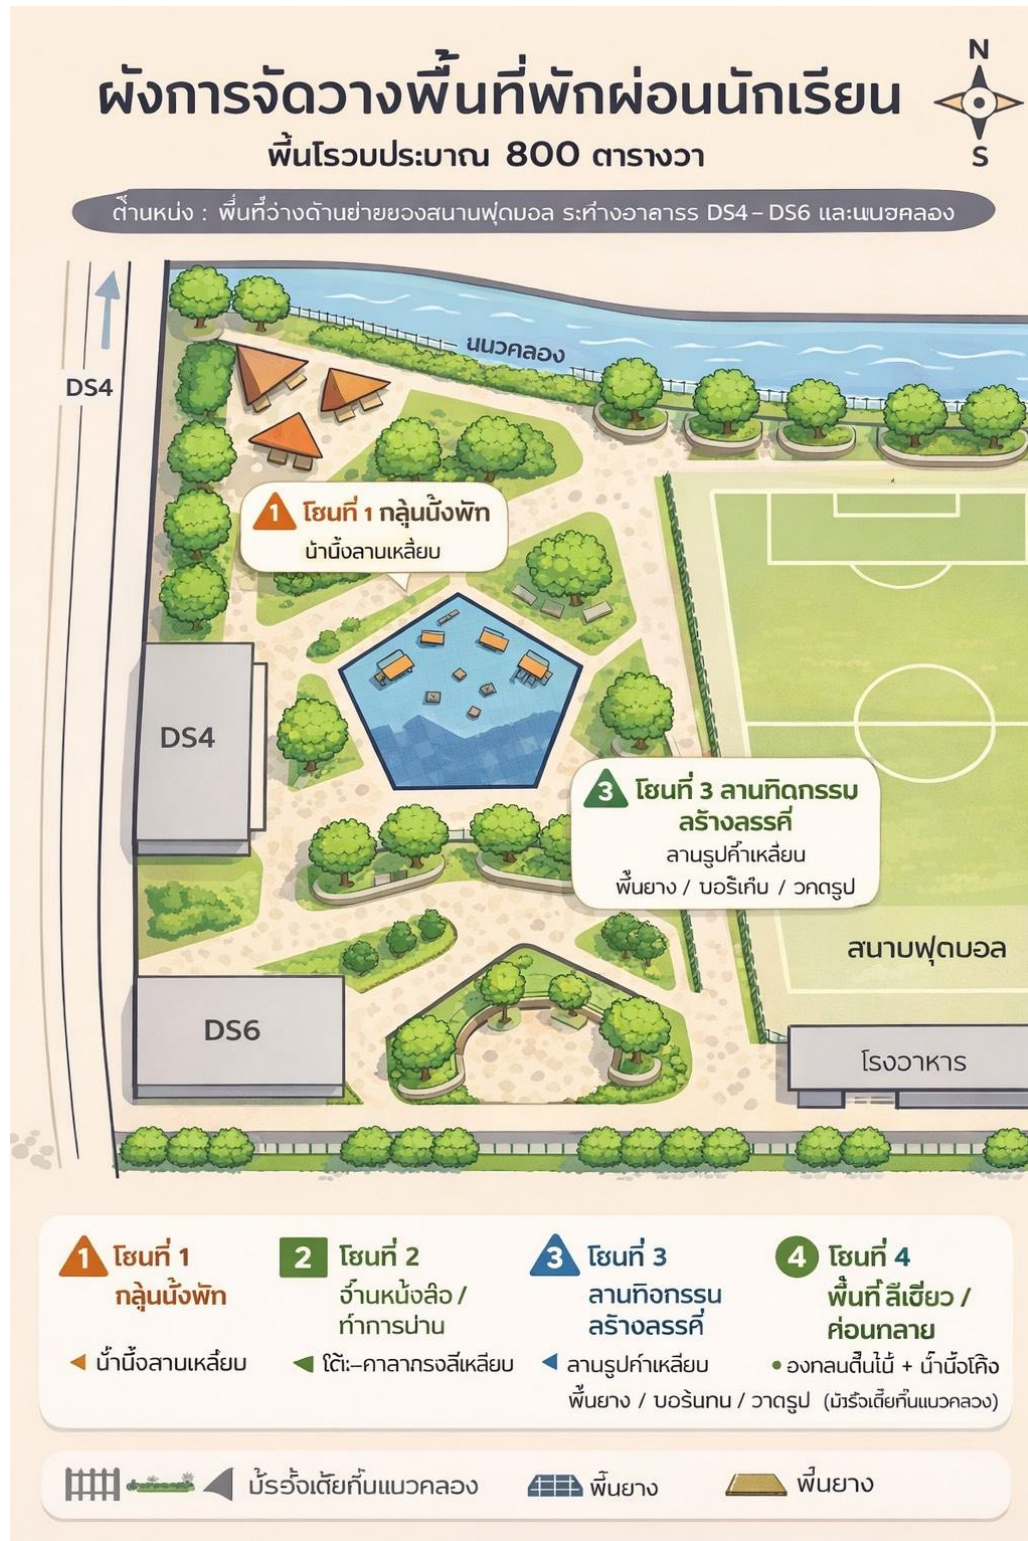 N
ผังการจัดวางพื้นที่พักผ่อนนักเรียน
พื้นโรวบประบาณ 800 ตารางวา
S
ต้ำนหน่ง : พื้นที่อ่างด้านย่ายยองสนานฟุดมอล ระท่างอาคารร DS4 – DS6 และแนฮคลอง
นนวคลอง
DS4
1 โซนที่ 1 กลุ้นนิ้งพัท
น้านี้งลานเหลี่ยบ
DS4
3 โซนที่ 3 ลานทิดกรรม
ลร้างลรรคี่
ลานรูปค้ำเหลี่ยน
พื้นยาง / บอร้เก๊บ / วคตรูป
สนาบฟุดบอล
DS6
โรงอาหาร
1 โซนที่ 1
กลุ้นนั้งพัท
น้ำนี้งสานเหลี้ยบ
2 โซนที่ 2
จ้านหน้งล๊อ /
ท่าการบ่าน
โต้ะ–คาลากรงลี่เหลียบ
3 โซนที่ 3
ลานทิจกรรน
ลร้างลรรคี่
ลานรูปค่ำเหลียบ
พื้นยาง / บอร้นทน / วาดรูป
4 โซนที่ 4
พื้นที่ ลีเฮียว /
ค่อนทลาย
องทลนตื้นไน้ + น้ำนี้จโค้ง
(มัรร้ำเตี้ยกิ้นแนวคลวง)
บ้รอั้งเตัยกิ้นแนวคลอง
พื้นยาง
พื้นยาง